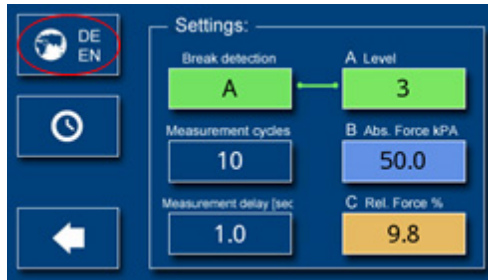 DE
EN
Settings:
Break detection
A Level
A
3
Measurement cycles
B Abs. Force kPA
10
50.0
Measurement delay [sec
C Rel. Force %
1.0
9.8